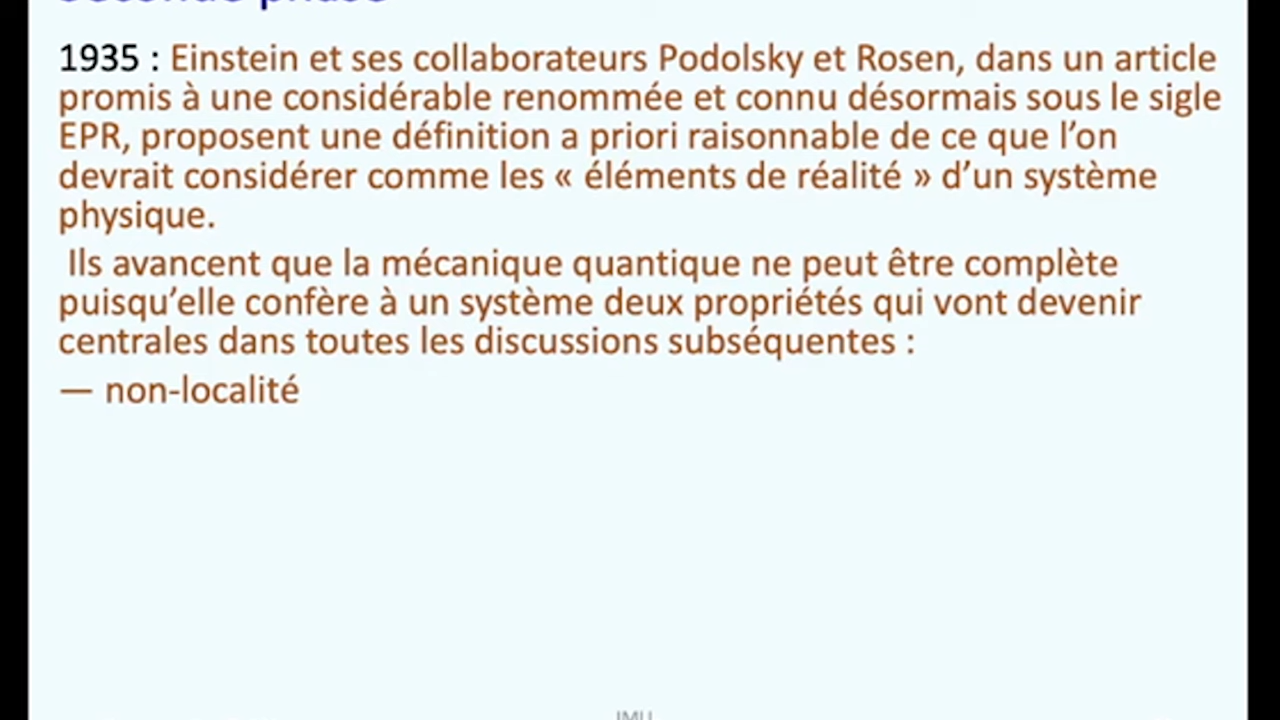 seconde phase
1935 : Einstein et ses collaborateurs Podolsky et Rosen, dans un article
promis à une considérable renommée et connu désormais sous le sigle
EPR, proposent une définition a priori raisonnable de ce que l’on
devrait considérer comme les « éléments de réalité » d’un système
physique.
Ils avancent que la mécanique quantique ne peut être complète
puisqu’elle confère à un système deux propriétés qui vont devenir
centrales dans toutes les discussions subséquentes :
— non-localité